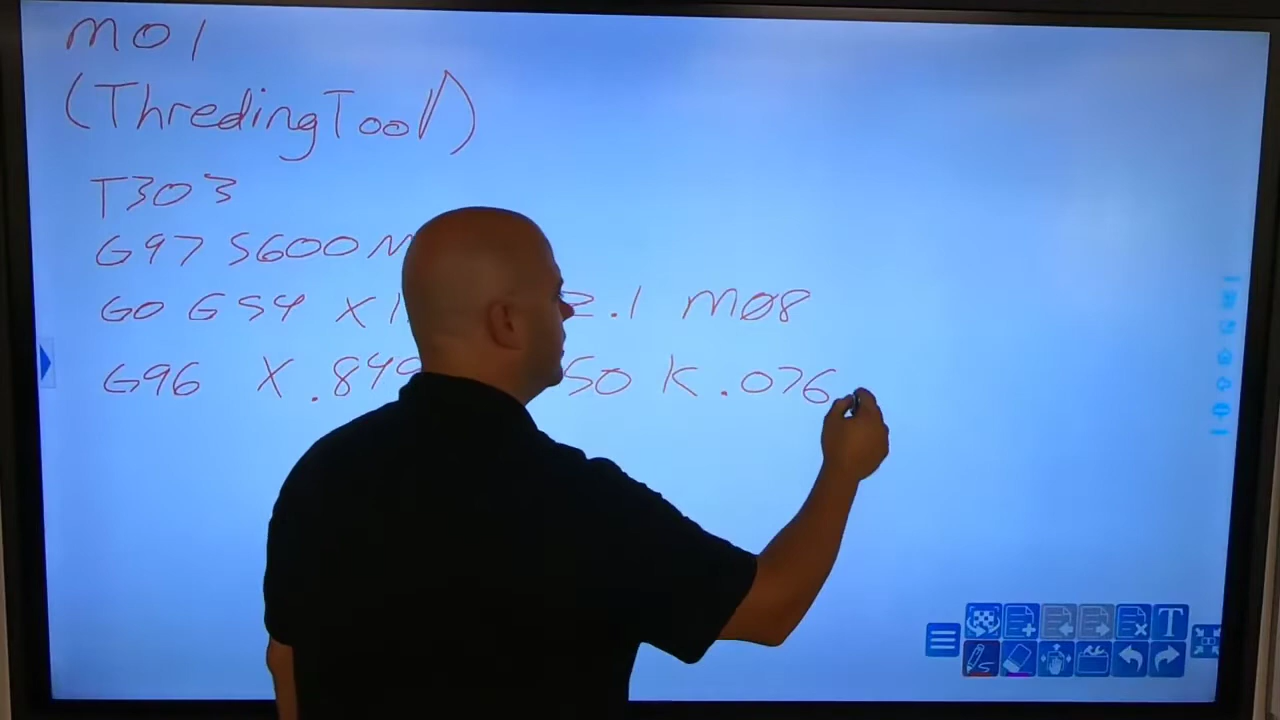 M01
(ThredingTool)
T303
G97 S600
G0 G54 X1 2.1 M08
G96 X.849 50 K.076
T